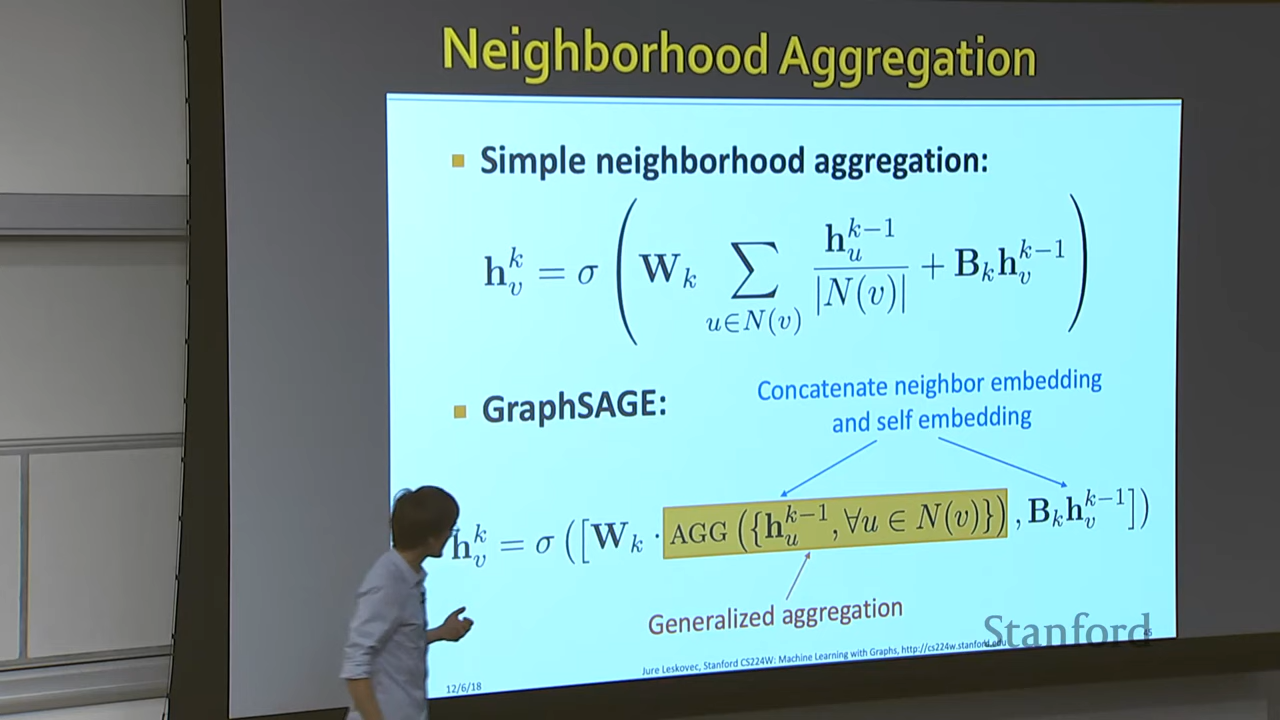 Neighborhood Aggregation
Simple neighborhood aggregation:
h_v^k = σ ( W_k ∑_{u∈N(v)} h_u^{k−1} / |N(v)| + B_k h_v^{k−1} )
Concatenate neighbor embedding
and self embedding
GraphSAGE:
h_v^k = σ ([W_k · AGG ({h_u^{k−1}, ∀u ∈ N(v)}) , B_k h_v^{k−1}])
Generalized aggregation
Stanford
45
Jure Leskovec, Stanford CS224W: Machine Learning with Graphs, http://cs224w.stanford.edu
12/6/18